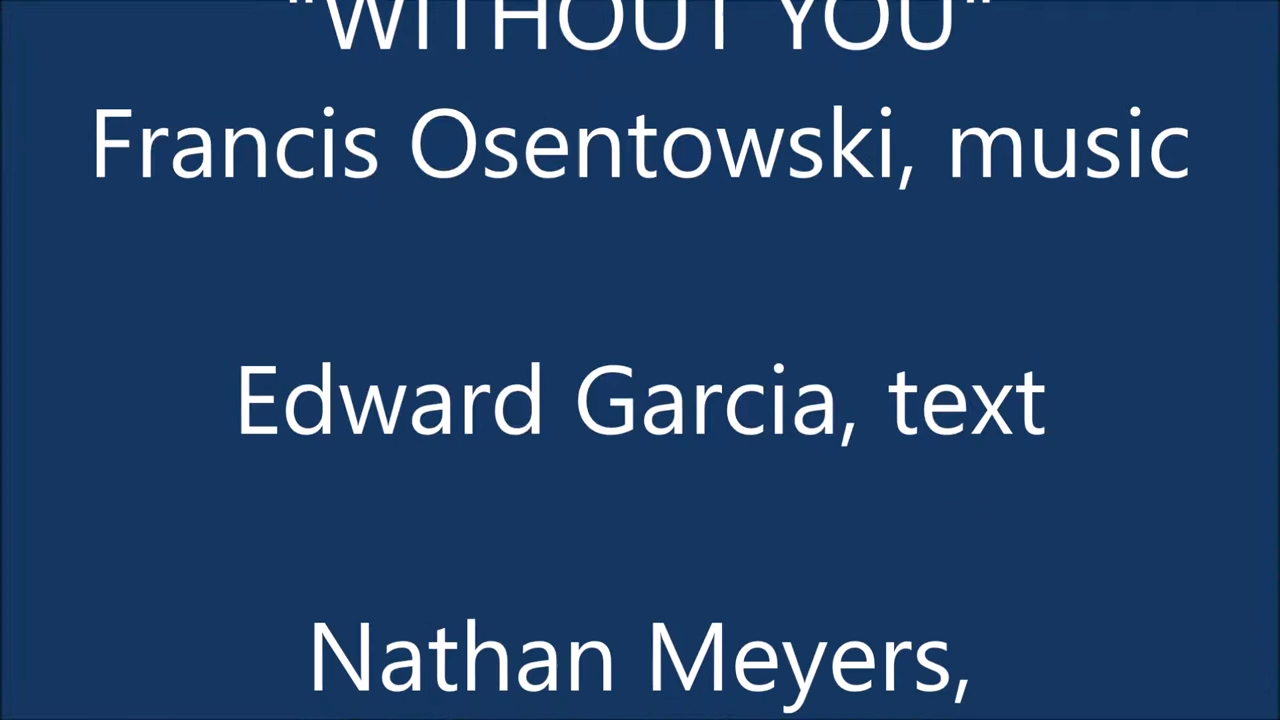 "WITHOUT YOU"
Francis Osentowski, music
Edward Garcia, text
Nathan Meyers,